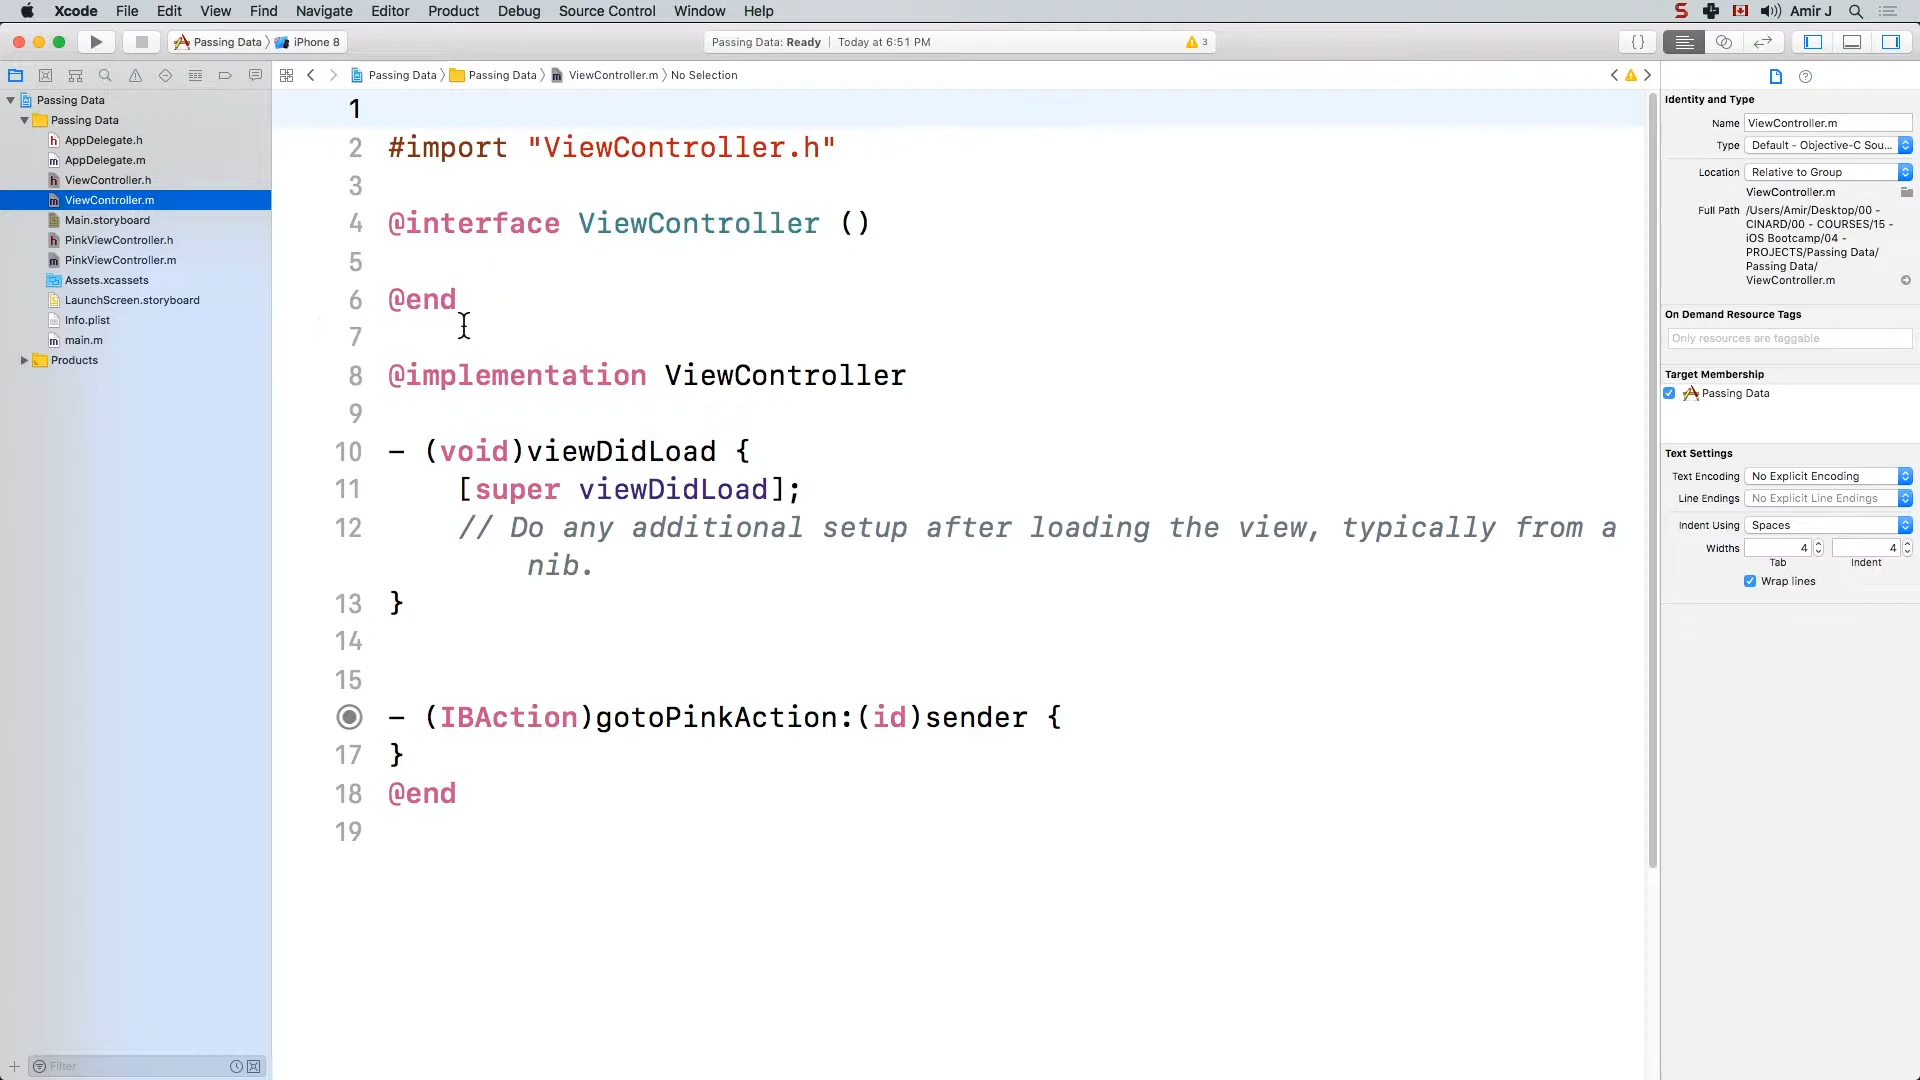 Xcode File Edit View Find Navigate Editor Product Debug Source Control Window Help
S Amir J
Passing Data iPhone 8
Passing Data: Ready | Today at 6:51 PM
3
{}
Passing Data
Passing Data
AppDelegate.h
AppDelegate.m
ViewController.h
ViewController.m
Main.storyboard
PinkViewController.h
PinkViewController.m
Assets.xcassets
LaunchScreen.storyboard
Info.plist
main.m
Products
Filter
Passing Data Passing Data ViewController.m No Selection
1
2 #import "ViewController.h"
3
4 @interface ViewController ()
5
6 @end
7
8 @implementation ViewController
9
10 - (void)viewDidLoad {
11 [super viewDidLoad];
12 // Do any additional setup after loading the view, typically from a
nib.
13 }
14
15
- (IBAction)gotoPinkAction:(id)sender {
17 }
18 @end
19
Identity and Type
Name ViewController.m
Type Default - Objective-C Sou...
Location Relative to Group
ViewController.m
Full Path /Users/Amir/Desktop/00 -
CINARD/00 - COURSES/15 -
iOS Bootcamp/04 -
PROJECTS/Passing Data/
Passing Data/
ViewController.m
On Demand Resource Tags
Only resources are taggable
Target Membership
Passing Data
Text Settings
Text Encoding No Explicit Encoding
Line Endings No Explicit Line Endings
Indent Using Spaces
Widths 4 4
Tab Indent
Wrap lines